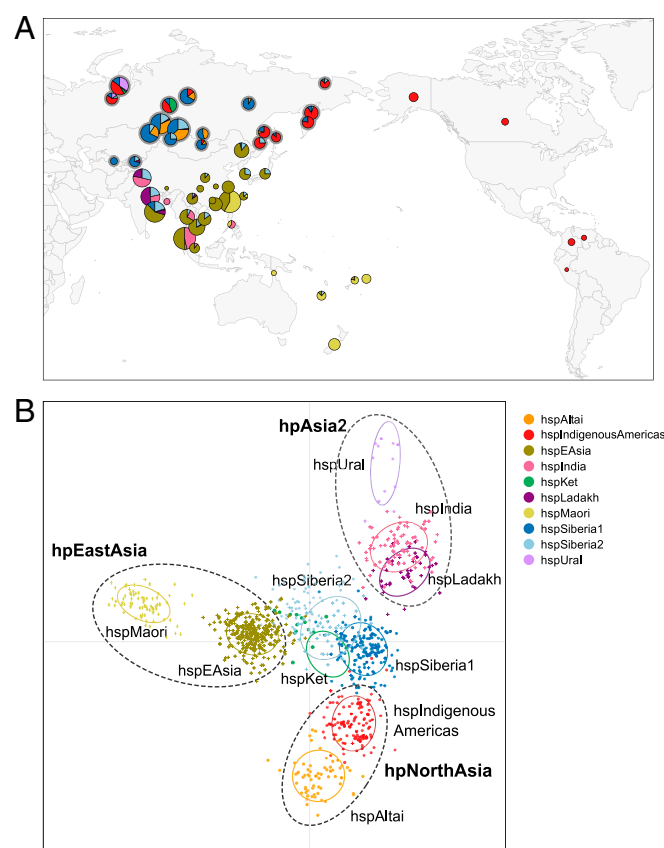 A
B
hpAsia2
hspUral
hspIndia
hpEastAsia
hspSiberia2
hspLadakh
hspMaori
hspEAsia
hspKet
hspSiberia1
hspIndigenous
Americas
hpNorthAsia
hspAltai
hspAltai
hspIndigenousAmericas
hspEAsia
hspIndia
hspKet
hspLadakh
hspMaori
hspSiberia1
hspSiberia2
hspUral